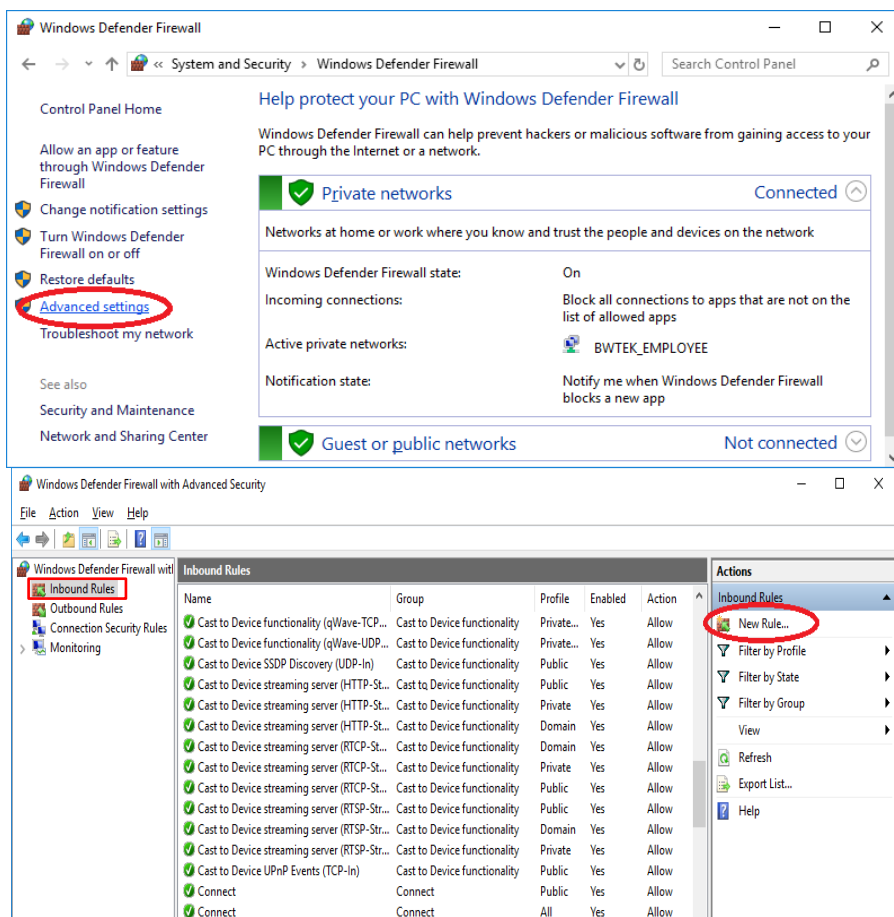 Windows Defender Firewall
« System and Security › Windows Defender Firewall
Search Control Panel
Control Panel Home
Allow an app or feature
through Windows Defender
Firewall
Change notification settings
Turn Windows Defender
Firewall on or off
Restore defaults
Advanced settings
Troubleshoot my network
See also
Security and Maintenance
Network and Sharing Center
Help protect your PC with Windows Defender Firewall
Windows Defender Firewall can help prevent hackers or malicious software from gaining access to your
PC through the Internet or a network.
Private networks Connected
Networks at home or work where you know and trust the people and devices on the network
Windows Defender Firewall state: On
Incoming connections: Block all connections to apps that are not on the
list of allowed apps
Active private networks: BWTEK_EMPLOYEE
Notification state: Notify me when Windows Defender Firewall
blocks a new app
Guest or public networks Not connected
Windows Defender Firewall with Advanced Security
File Action View Help
Windows Defender Firewall witl
Inbound Rules
Outbound Rules
Connection Security Rules
Monitoring
Inbound Rules
Name Group Profile Enabled Action
Cast to Device functionality (qWave-TCP... Cast to Device functionality Private... Yes Allow
Cast to Device functionality (qWave-UDP... Cast to Device functionality Private... Yes Allow
Cast to Device SSDP Discovery (UDP-In) Cast to Device functionality Public Yes Allow
Cast to Device streaming server (HTTP-St... Cast to Device functionality Public Yes Allow
Cast to Device streaming server (HTTP-St... Cast to Device functionality Private Yes Allow
Cast to Device streaming server (HTTP-St... Cast to Device functionality Domain Yes Allow
Cast to Device streaming server (RTCP-St... Cast to Device functionality Domain Yes Allow
Cast to Device streaming server (RTCP-St... Cast to Device functionality Private Yes Allow
Cast to Device streaming server (RTCP-St... Cast to Device functionality Public Yes Allow
Cast to Device streaming server (RTSP-Str... Cast to Device functionality Public Yes Allow
Cast to Device streaming server (RTSP-Str... Cast to Device functionality Domain Yes Allow
Cast to Device streaming server (RTSP-Str... Cast to Device functionality Private Yes Allow
Cast to Device UPnP Events (TCP-In) Cast to Device functionality Public Yes Allow
Connect Connect Public Yes Allow
Connect Connect All Yes Allow
Actions
Inbound Rules
New Rule...
Filter by Profile
Filter by State
Filter by Group
View
Refresh
Export List...
Help